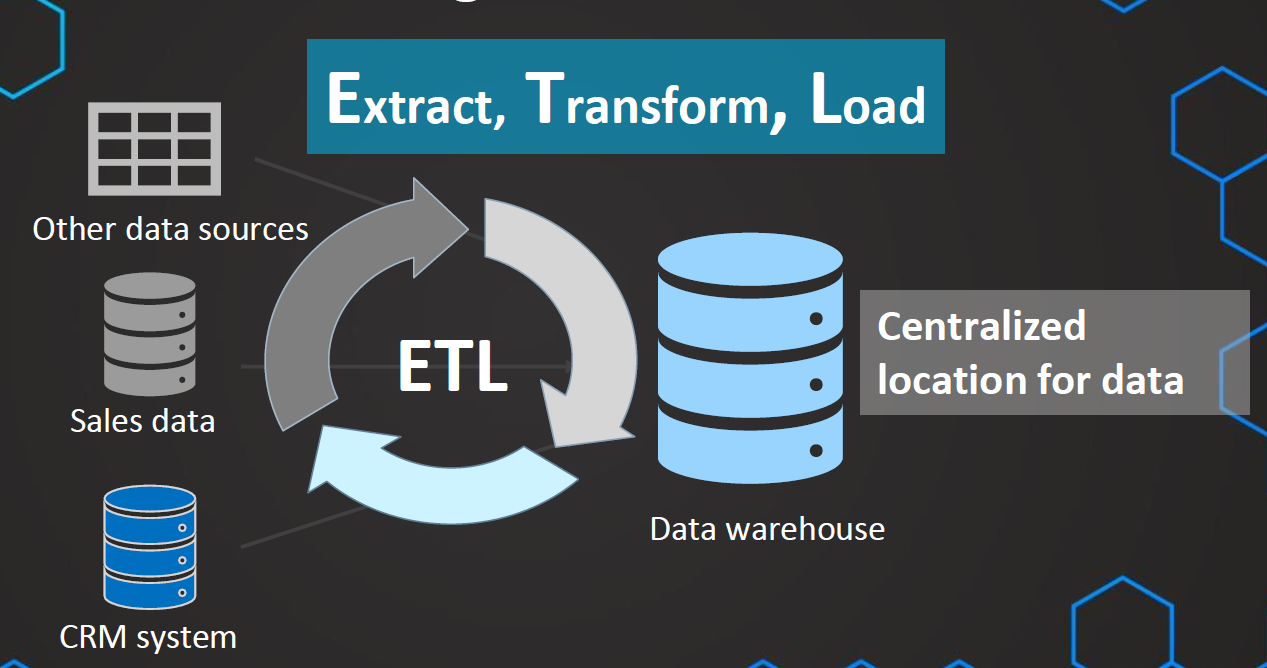 Extract, Transform, Load
Other data sources
ETL
Centralized
location for data
Sales data
Data warehouse
CRM system